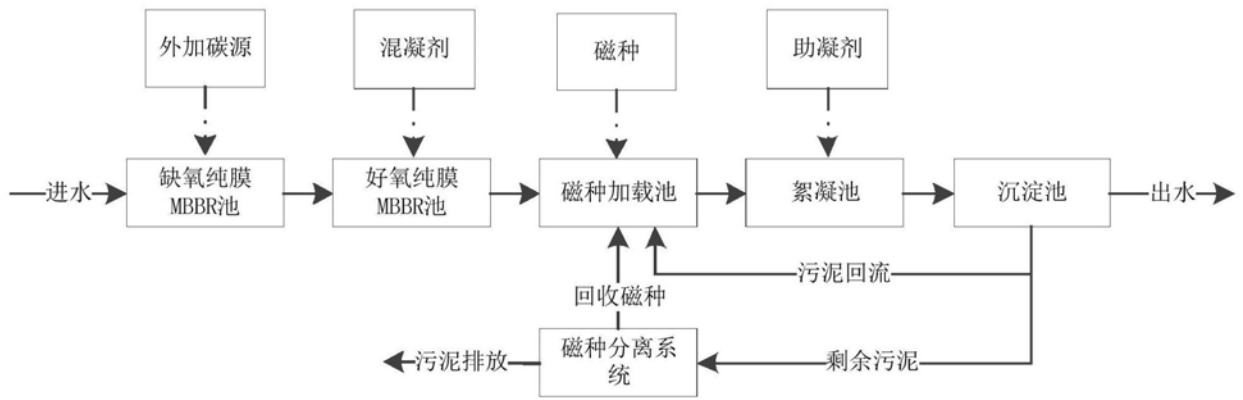 外加碳源
混凝剂
磁种
助凝剂
进水
缺氧纯膜
MBBR池
好氧纯膜
MBBR池
磁种加载池
絮凝池
沉淀池
出水
污泥回流
回收磁种
污泥排放
磁种分离系
统
剩余污泥